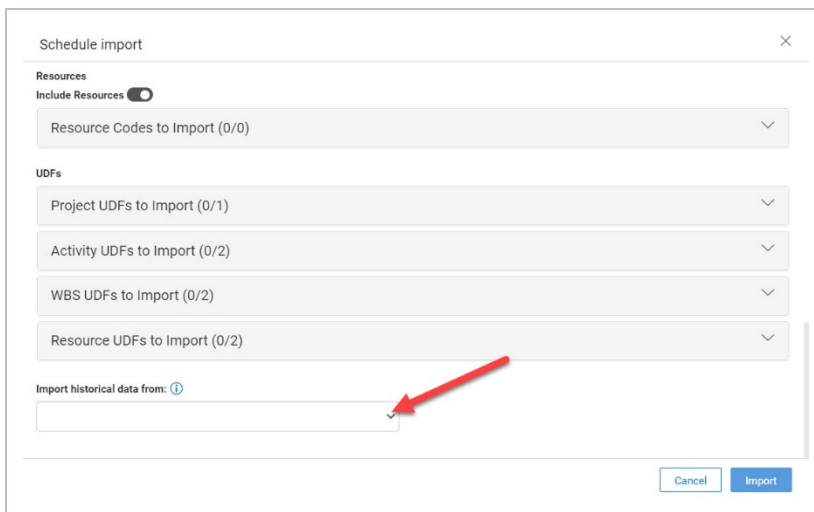 Schedule import
Resources
Include Resources
Resource Codes to Import (0/0)
UDFs
Project UDFs to Import (0/1)
Activity UDFs to Import (0/2)
WBS UDFs to Import (0/2)
Resource UDFs to Import (0/2)
Import historical data from:
Cancel Import